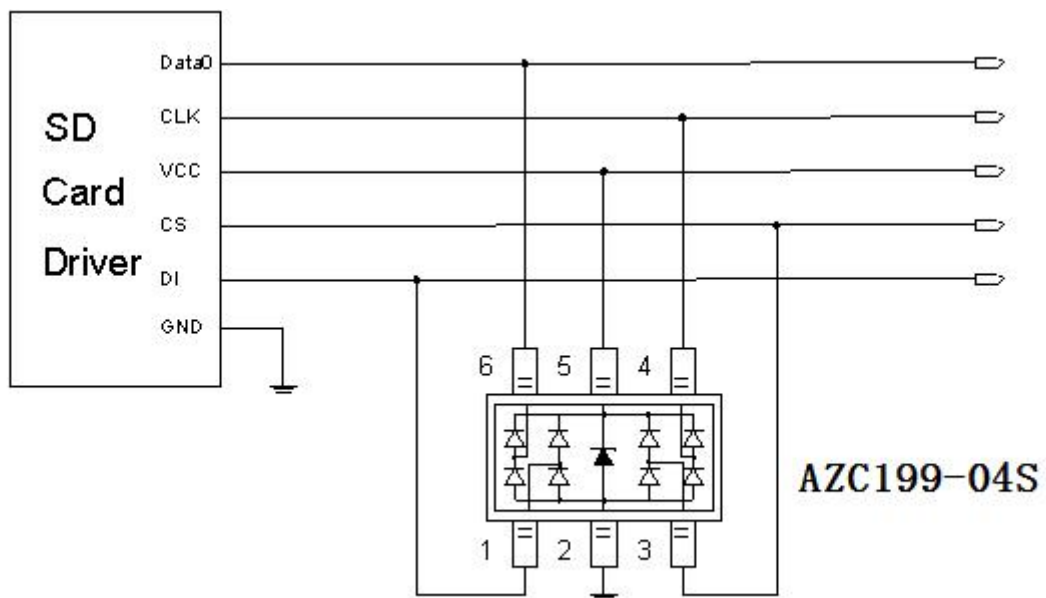 SD
Card
Driver
Data0
CLK
VCC
CS
DI
GND
6 5 4
AZC199-04S
1 2 3